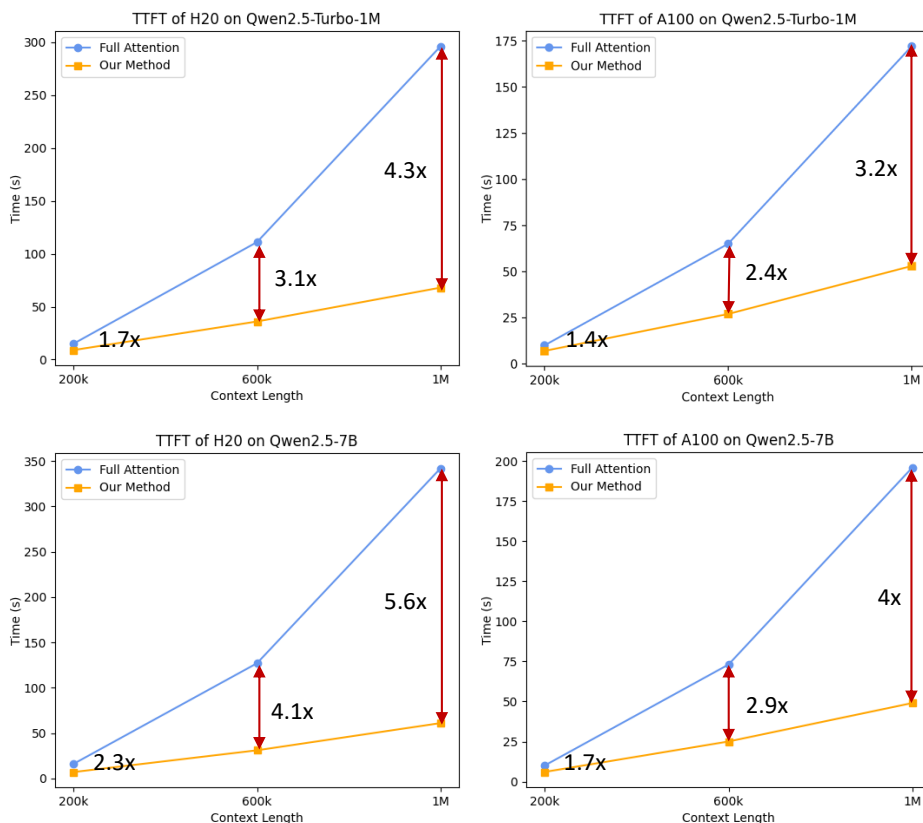 TTFT of H20 on Qwen2.5-Turbo-1M
Full Attention
Our Method
300
250
200
150
100
50
0
Time (s)
4.3x
3.1x
1.7x
200k
600k
1M
Context Length
TTFT of A100 on Qwen2.5-Turbo-1M
Full Attention
Our Method
175
150
125
100
75
50
25
0
Time (s)
3.2x
2.4x
1.4x
200k
600k
1M
Context Length
TTFT of H20 on Qwen2.5-7B
Full Attention
Our Method
350
300
250
200
150
100
50
0
Time (s)
5.6x
4.1x
2.3x
200k
600k
1M
Context Length
TTFT of A100 on Qwen2.5-7B
Full Attention
Our Method
200
175
150
125
100
75
50
25
0
Time (s)
4x
2.9x
1.7x
200k
600k
1M
Context Length